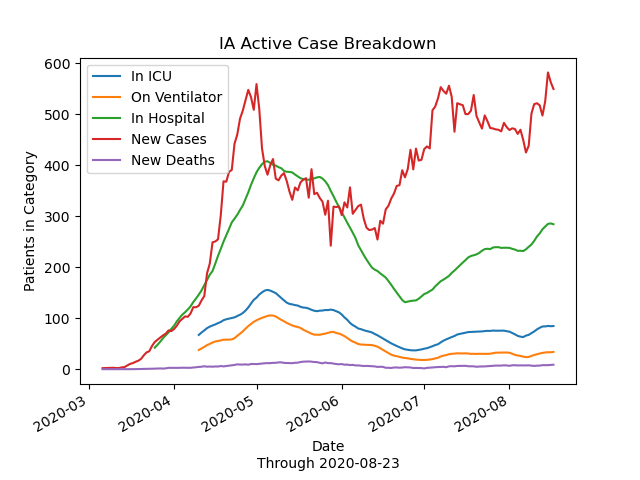 IA Active Case Breakdown
600
500
400
300
200
100
0
Patients in Category
In ICU
On Ventilator
In Hospital
New Cases
New Deaths
2020-03
2020-04
2020-05
2020-06
2020-07
2020-08
Date
Through 2020-08-23